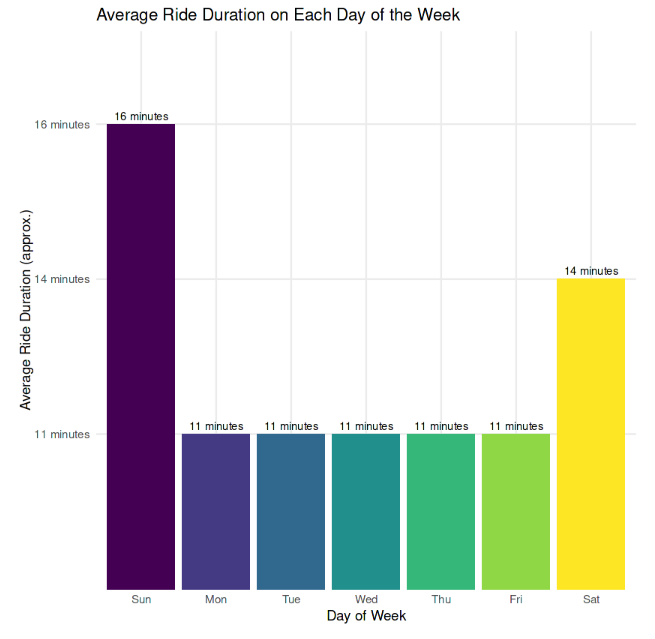 Average Ride Duration on Each Day of the Week
16 minutes
16 minutes
14 minutes
14 minutes
11 minutes
11 minutes
11 minutes
11 minutes
11 minutes
11 minutes
Average Ride Duration (approx.)
Sun
Mon
Tue
Wed
Thu
Fri
Sat
Day of Week